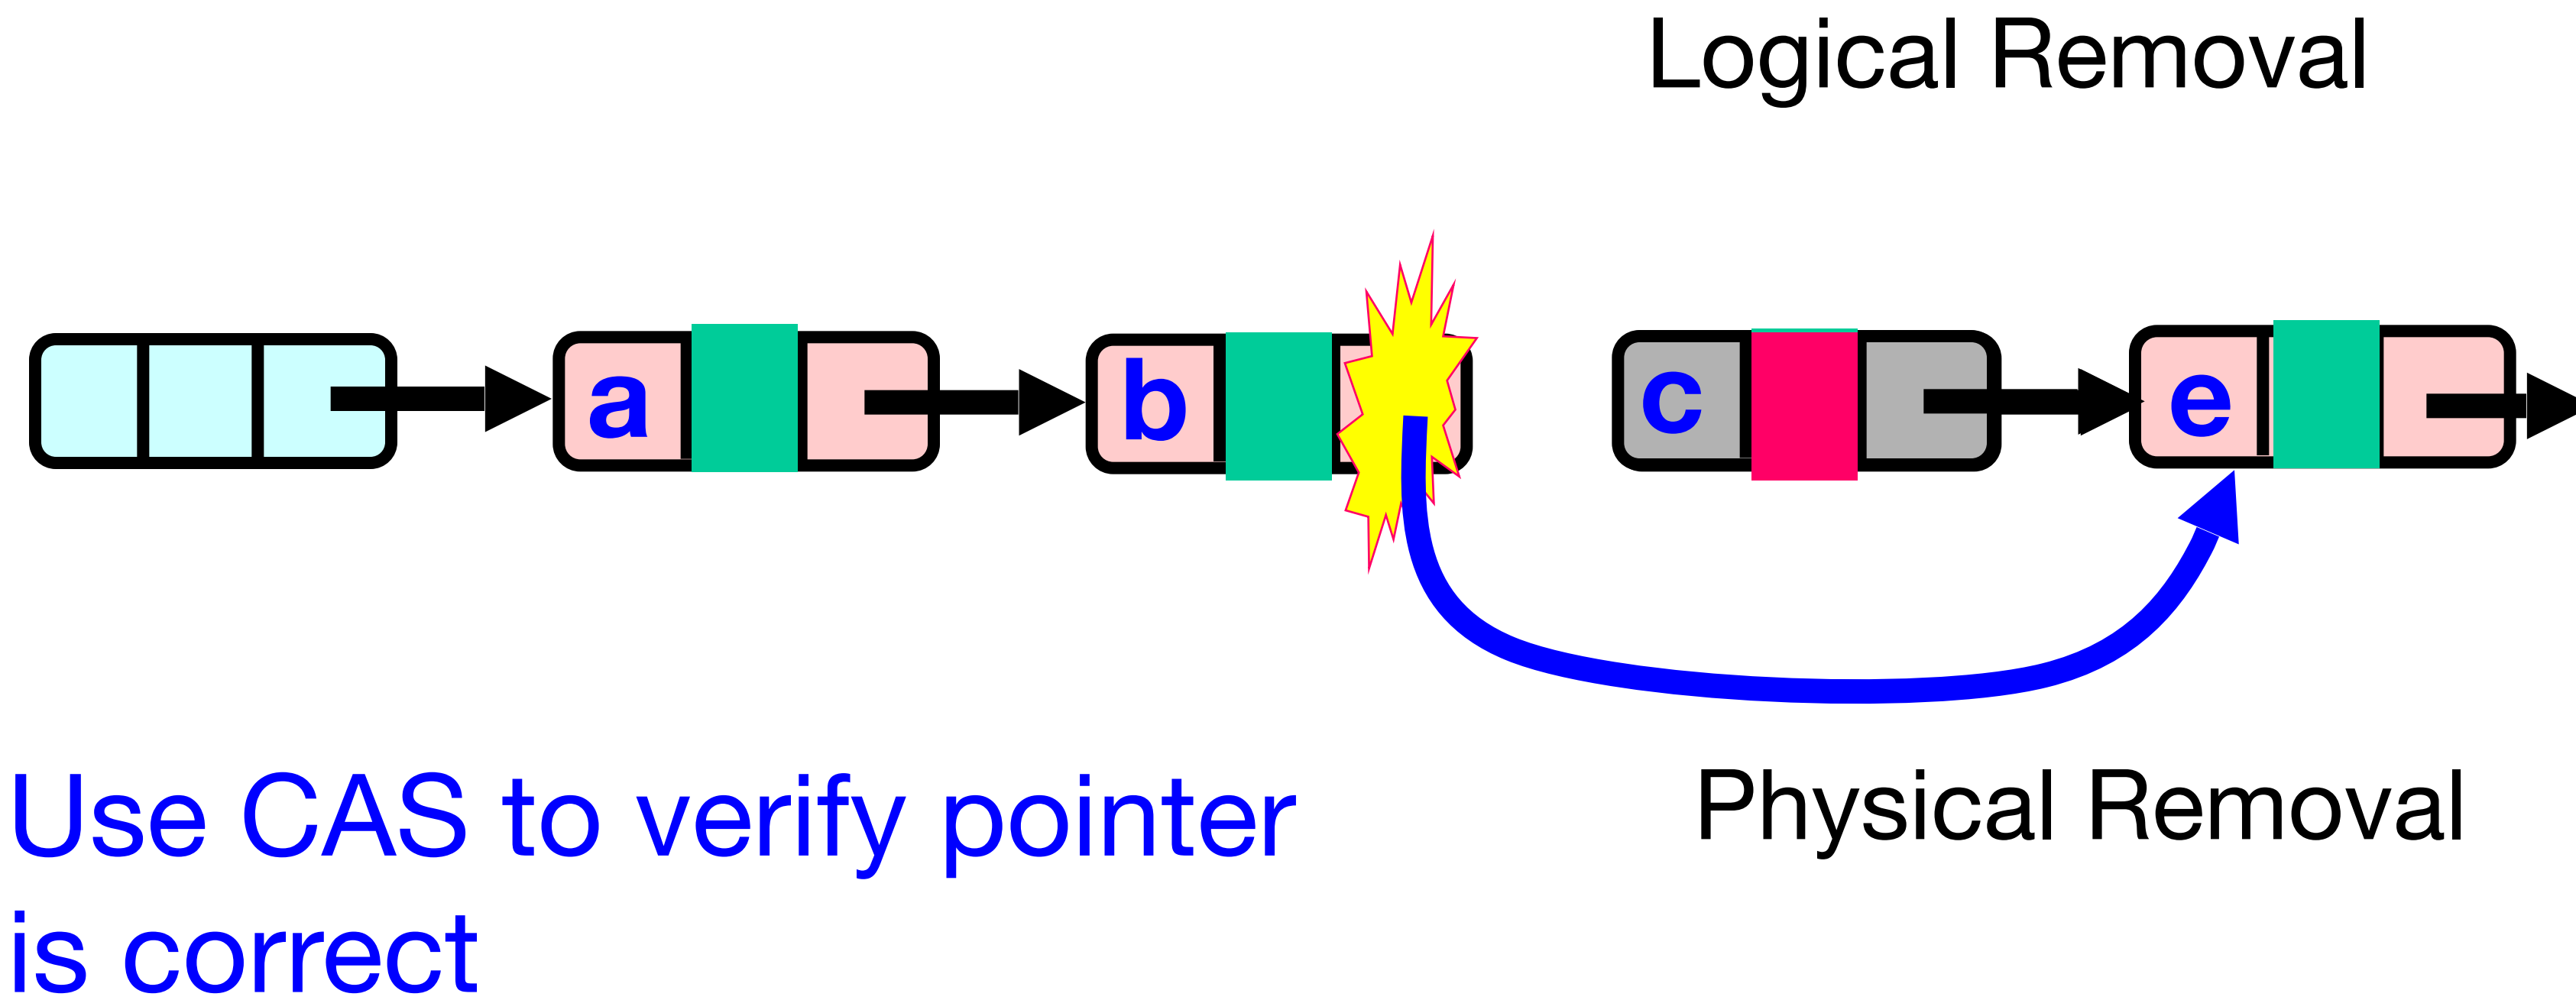 Logical Removal
a b c e
Use CAS to verify pointer
is correct
Physical Removal